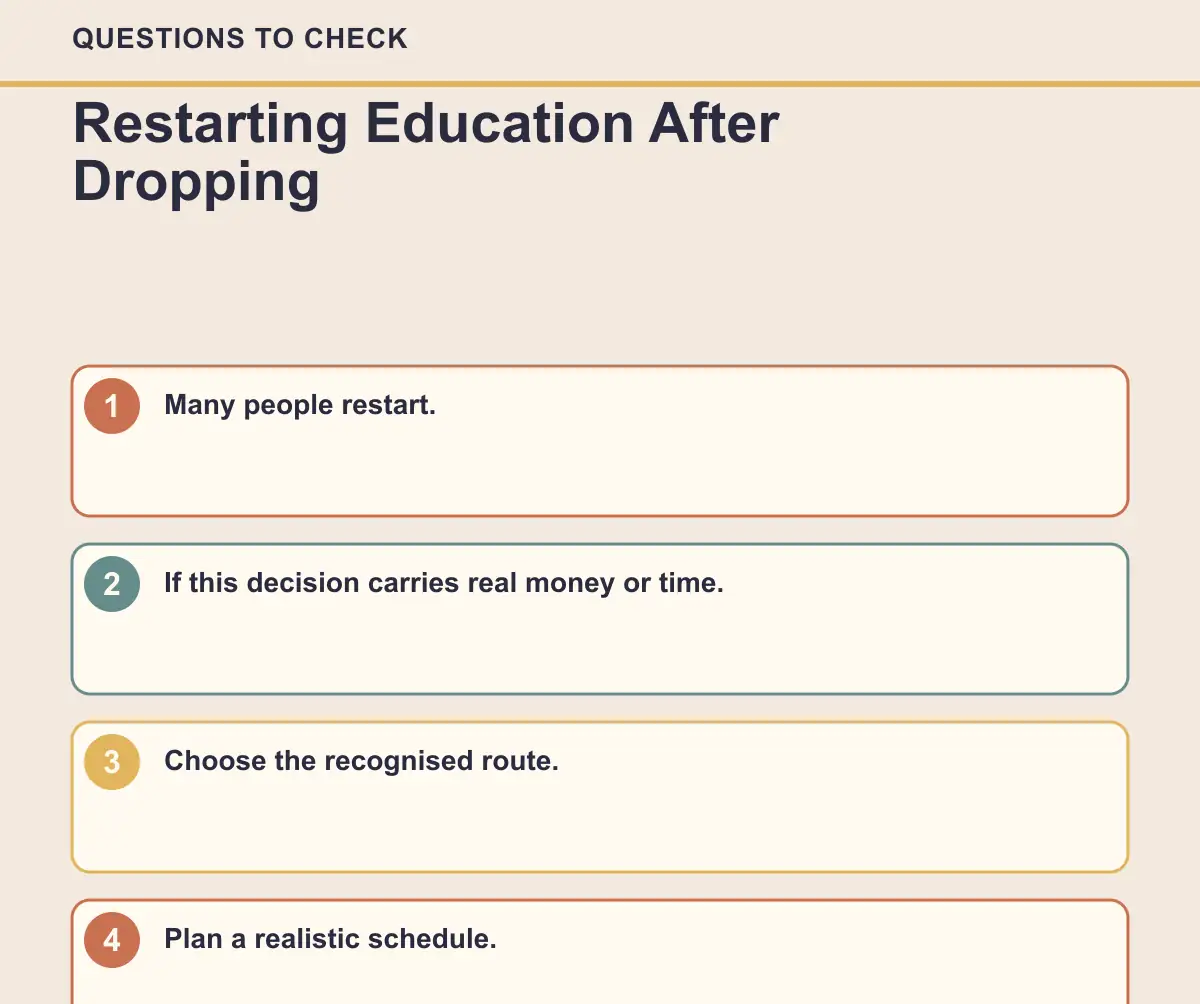 QUESTIONS TO CHECK
Restarting Education After
Dropping
1 Many people restart.
2 If this decision carries real money or time.
3 Choose the recognised route.
4 Plan a realistic schedule.